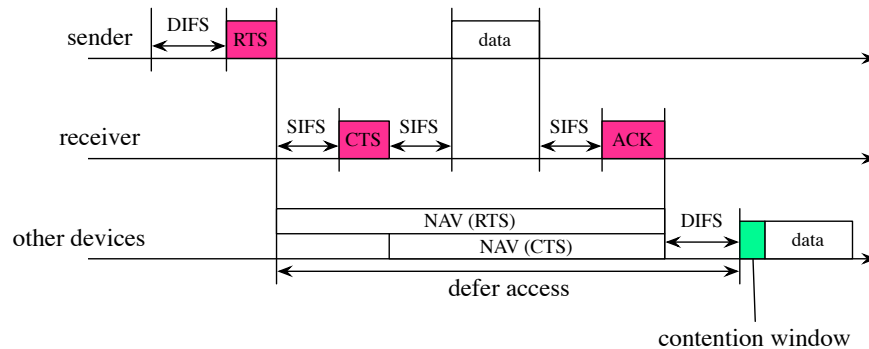 DIFS
sender
RTS
data
SIFS
SIFS
SIFS
receiver
CTS
ACK
NAV (RTS)
DIFS
other devices
NAV (CTS)
data
defer access
contention window